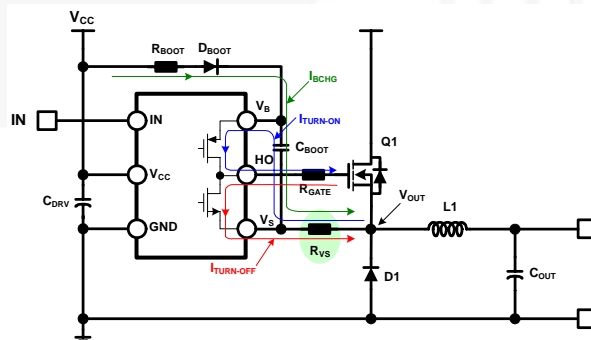 VCC
RBOOT
DBOOT
IBCHG
IN
IN
VB
ITURN-ON
CBOOT
Q1
HO
VCC
RGATE
CDRV
VOUT
L1
GND
VS
RVS
ITURN-OFF
D1
COUT